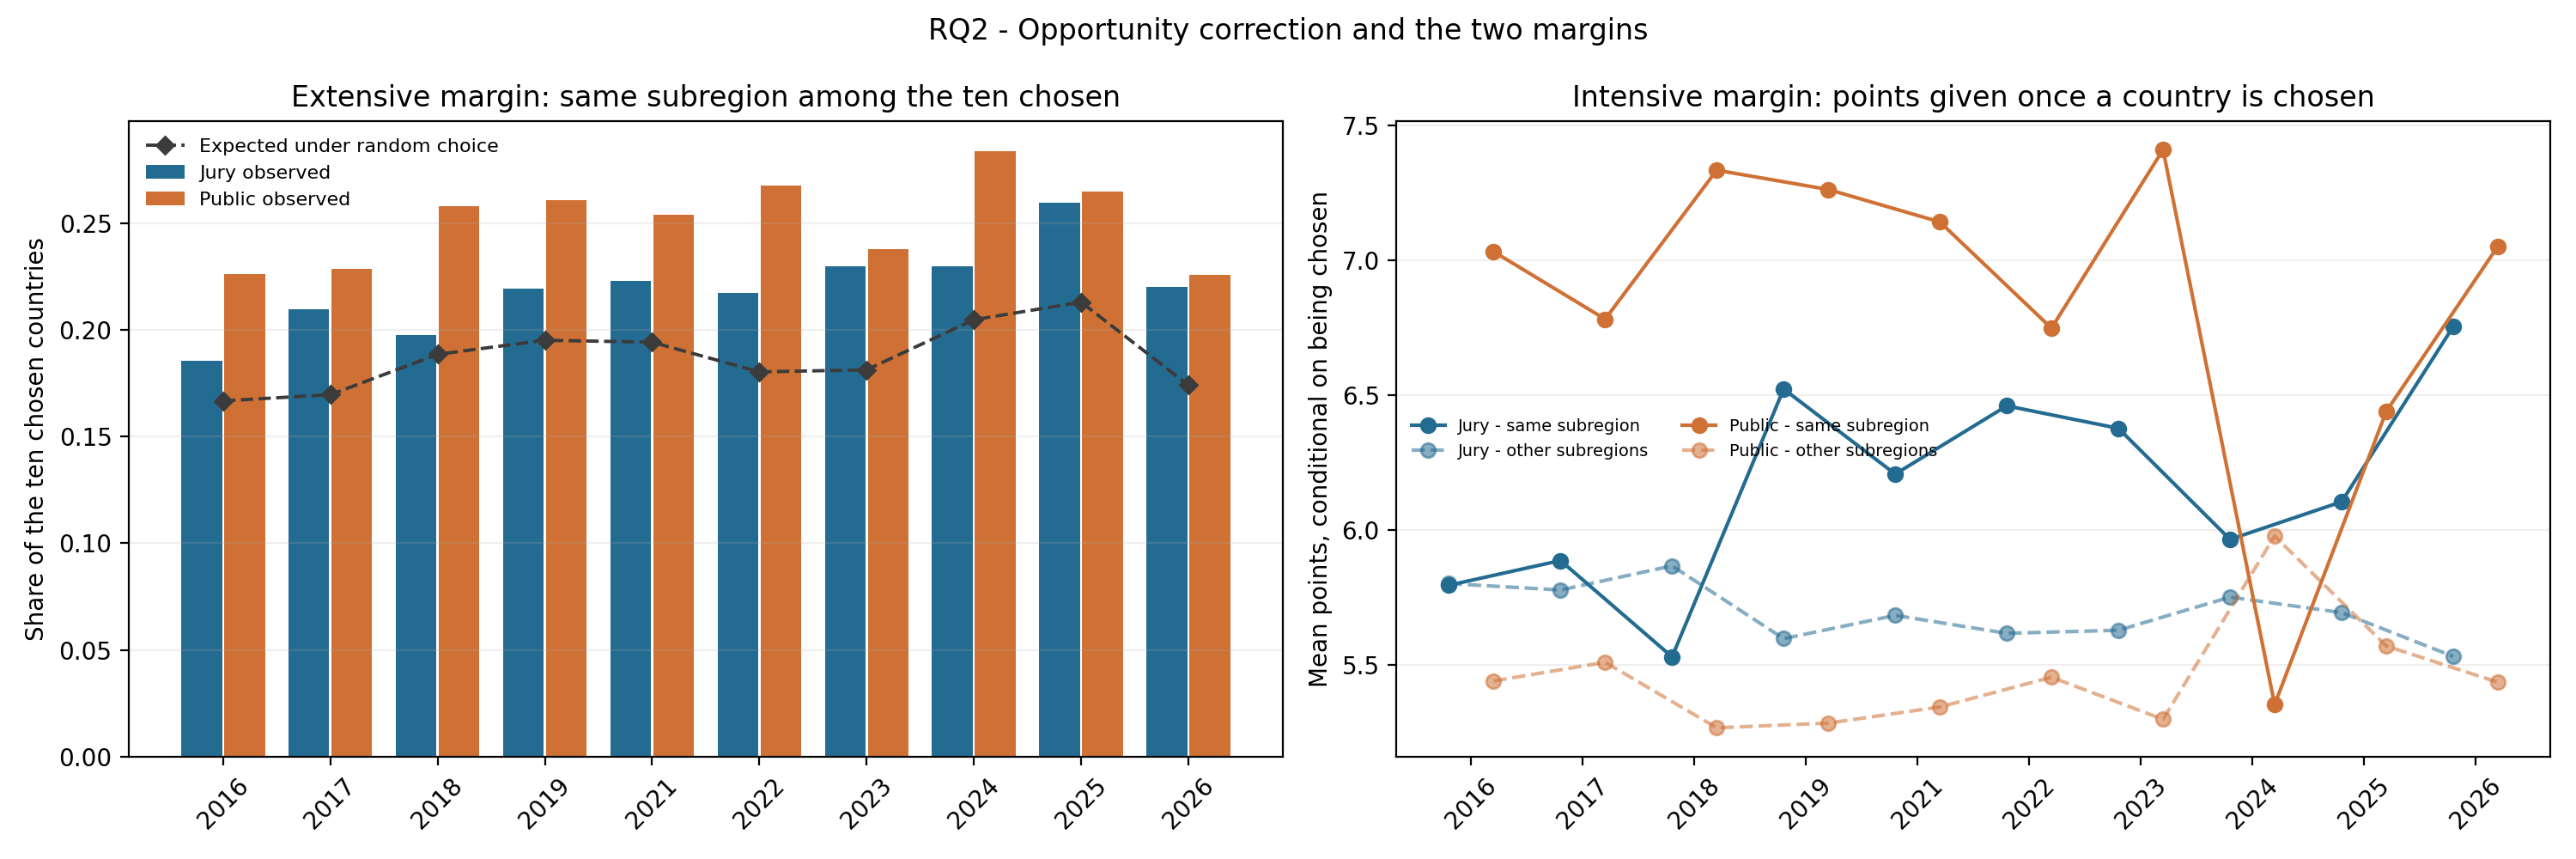 RQ2 - Opportunity correction and the two margins
Extensive margin: same subregion among the ten chosen
Expected under random choice
Jury observed
Public observed
Share of the ten chosen countries
0.25
0.20
0.15
0.10
0.05
0.00
2016
2017
2018
2019
2021
2022
2023
2024
2025
2026
Intensive margin: points given once a country is chosen
Mean points, conditional on being chosen
7.5
7.0
6.5
6.0
5.5
Jury - same subregion
Jury - other subregions
Public - same subregion
Public - other subregions
2016
2017
2018
2019
2021
2022
2023
2024
2025
2026